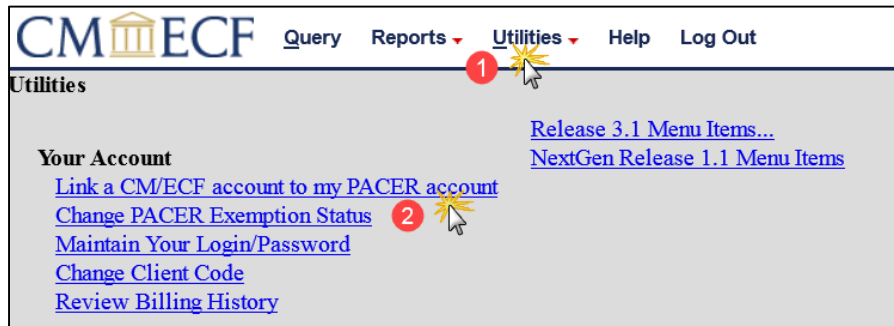 CM ECF Query Reports Utilities Help Log Out
1
Utilities
Release 3.1 Menu Items...
Your Account
NextGen Release 1.1 Menu Items
Link a CM/ECF account to my PACER account
Change PACER Exemption Status
2
Maintain Your Login/Password
Change Client Code
Review Billing History